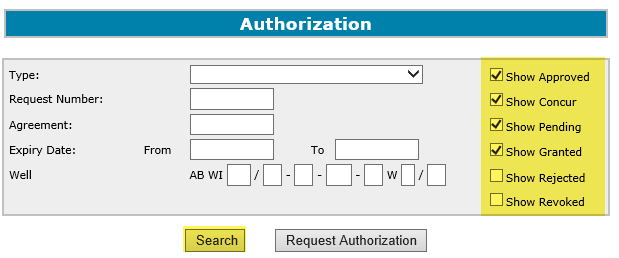 Authorization
Type: Show Approved
Request Number: Show Concur
Agreement: Show Pending
Expiry Date: From To Show Granted
Well AB WI / - - - W / Show Rejected
Show Revoked
Search Request Authorization